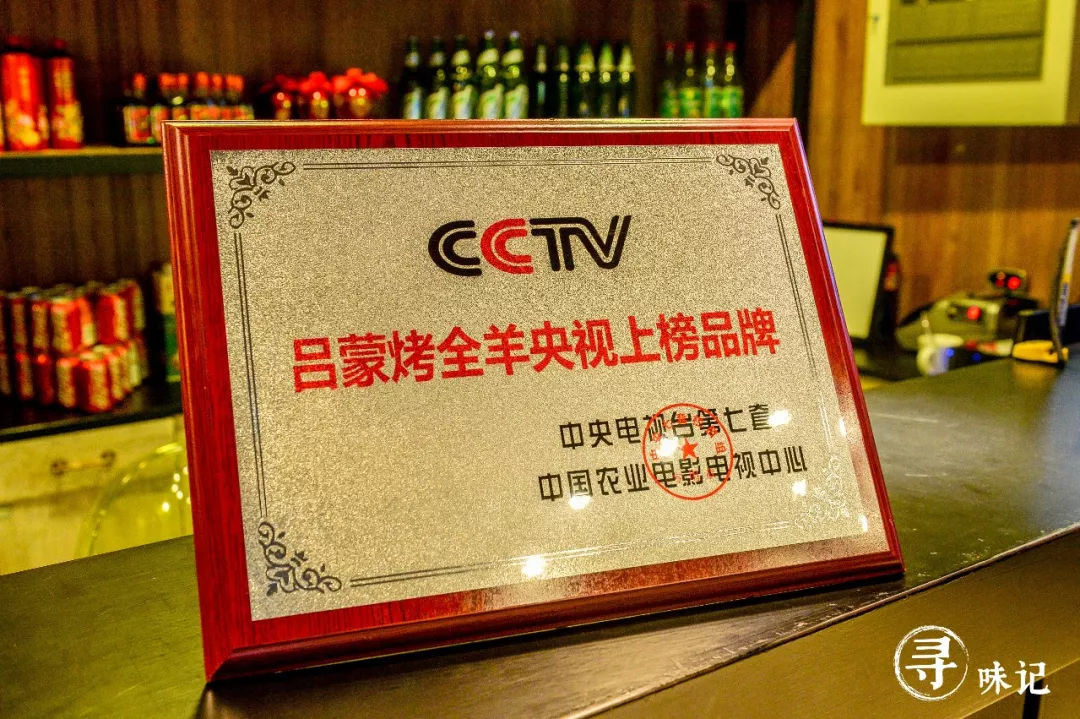 CCTV
吕蒙烤全羊央视上榜品牌
中央电视台第七套
中国农业电影电视中心
寻味记